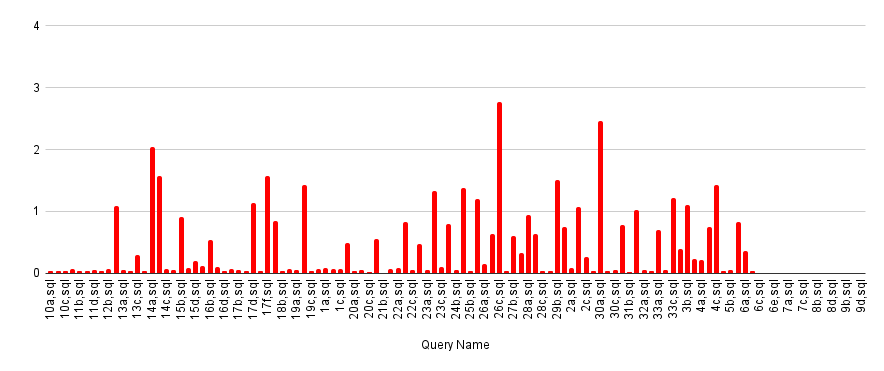 4
3
2
1
0
10a,sql
10c,sql
11b,sql
11d,sql
12b,sql
13a,sql
13c,sql
14a,sql
14c,sql
15b,sql
15d,sql
16b,sql
16d,sql
17b,sql
17d,sql
17f,sql
18b,sql
19a,sql
19c,sql
1a,sql
1c,sql
20a,sql
20c,sql
21b,sql
22a,sql
22c,sql
23a,sql
23c,sql
24b,sql
25b,sql
26a,sql
26c,sql
27b,sql
28a,sql
28c,sql
29b,sql
2a,sql
2c,sql
30a,sql
30c,sql
31b,sql
32a,sql
33a,sql
33c,sql
3b,sql
4a,sql
4c,sql
5b,sql
6a,sql
6c,sql
6e,sql
7a,sql
7c,sql
8b,sql
8d,sql
9b,sql
9d,sql
Query Name